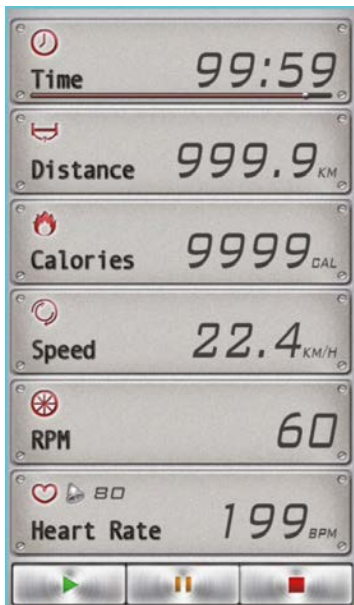 Time 99:59
Distance 999.9 KM
Calories 9999 CAL
Speed 22.4 KM/H
RPM 60
80
Heart Rate 199 BPM